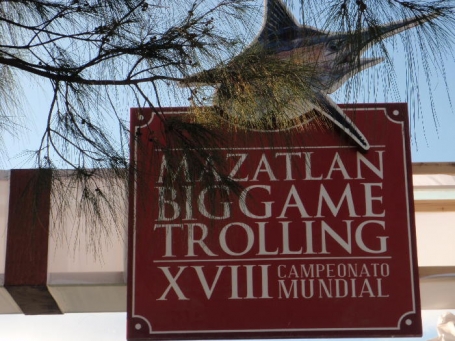 MAZATLAN
BIG GAME
TROLLING
XVIII CAMPEONATO
MUNDIAL